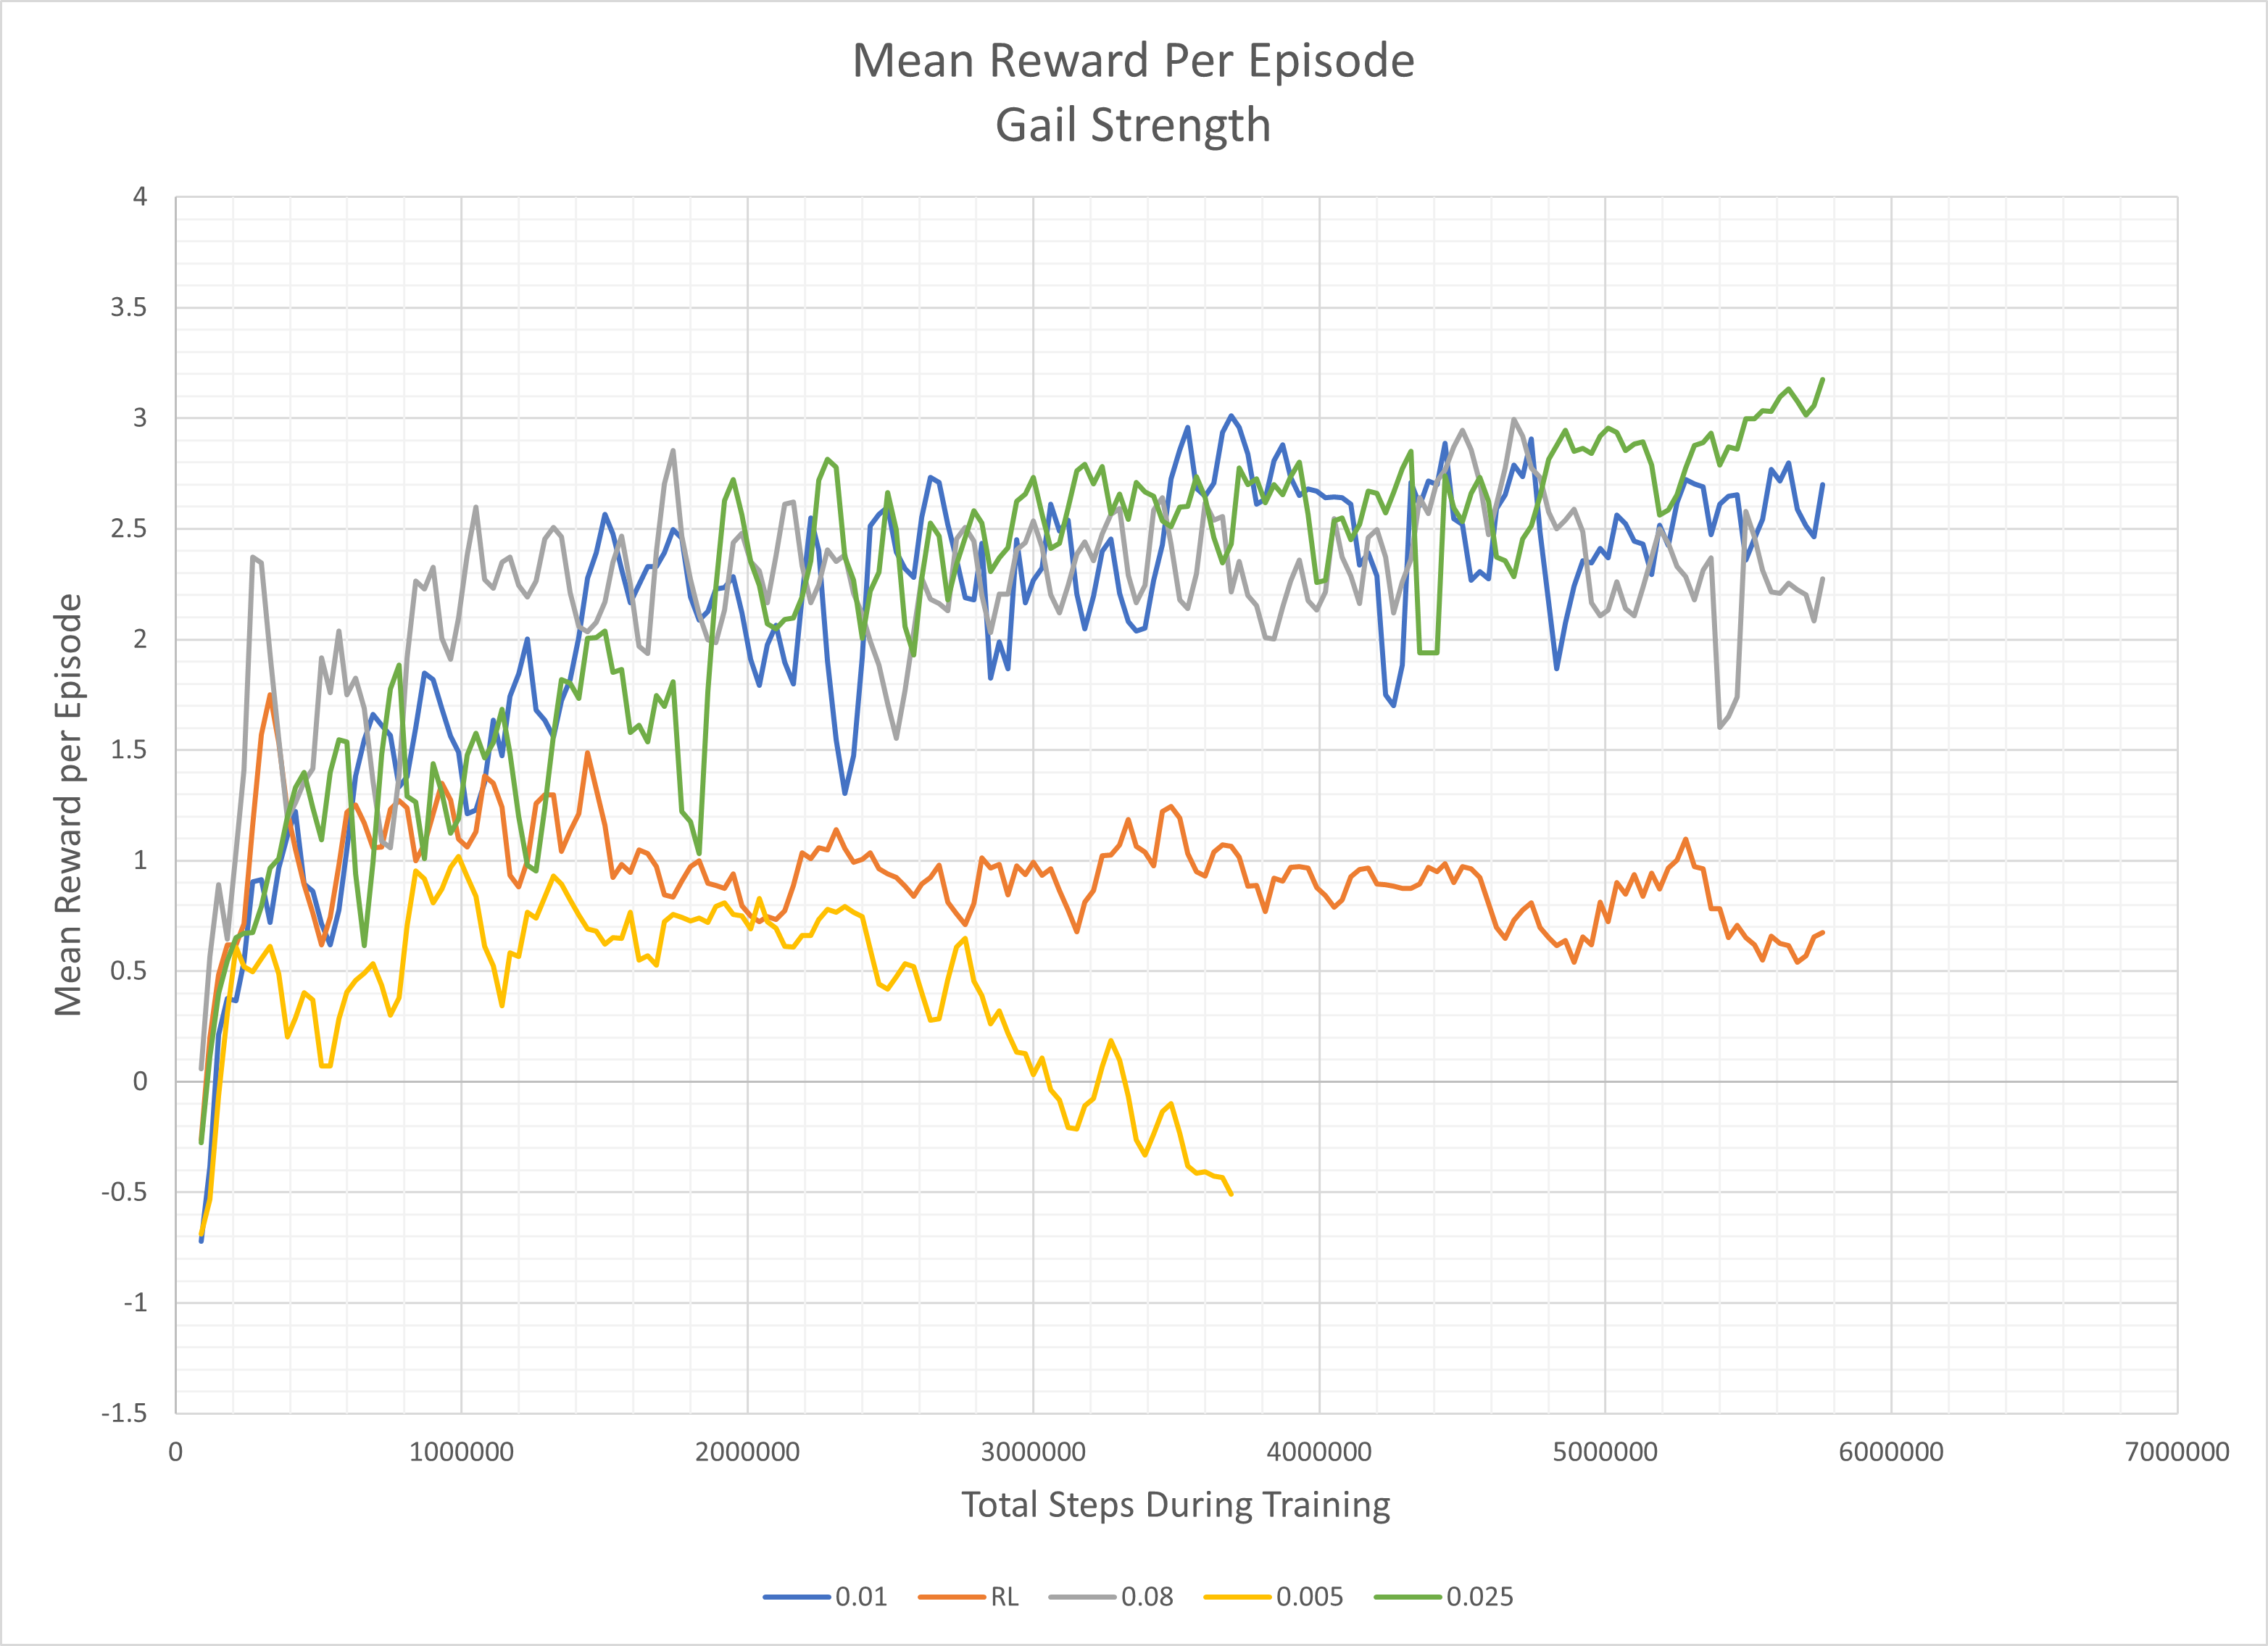 Mean Reward Per Episode
Gail Strength
Mean Reward per Episode
4
3.5
3
2.5
2
1.5
1
0.5
0
-0.5
-1
-1.5
0 1000000 2000000 3000000 4000000 5000000 6000000 7000000
Total Steps During Training
0.01 RL 0.08 0.005 0.025